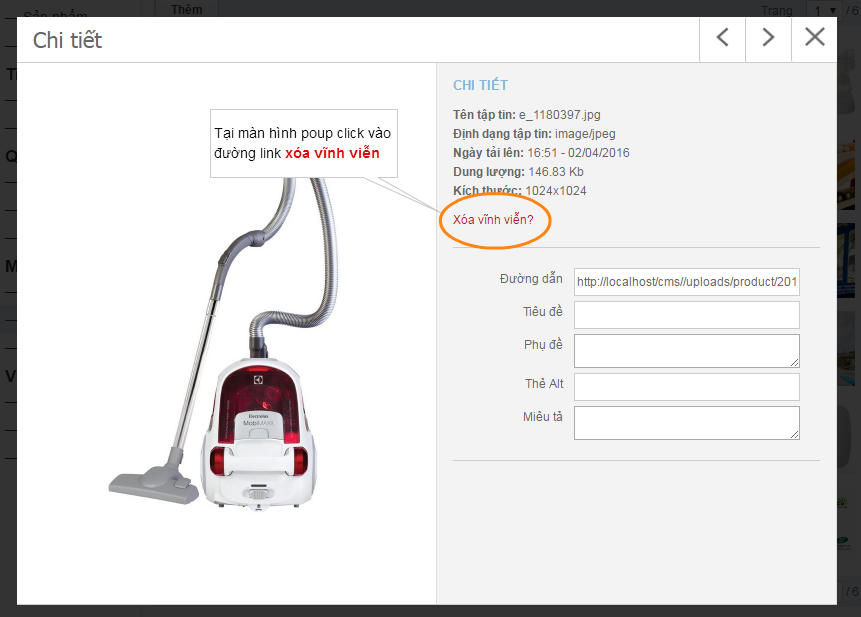 Sản phẩm
Thêm
Trang
1
/ 6
Chi tiết
CHI TIẾT
Tên tập tin: e_1180397.jpg
Định dạng tập tin: image/jpeg
Ngày tải lên: 16:51 - 02/04/2016
Dung lượng: 146.83 Kb
Kích thước: 1024x1024
Tại màn hình poup click vào
đường link xóa vĩnh viễn
Xóa vĩnh viễn?
Đường dẫn
http://localhost/cms//uploads/product/201
Tiêu đề
Phụ đề
Thẻ Alt
Miêu tả
Electrolux
MobiMAXX
/ 6